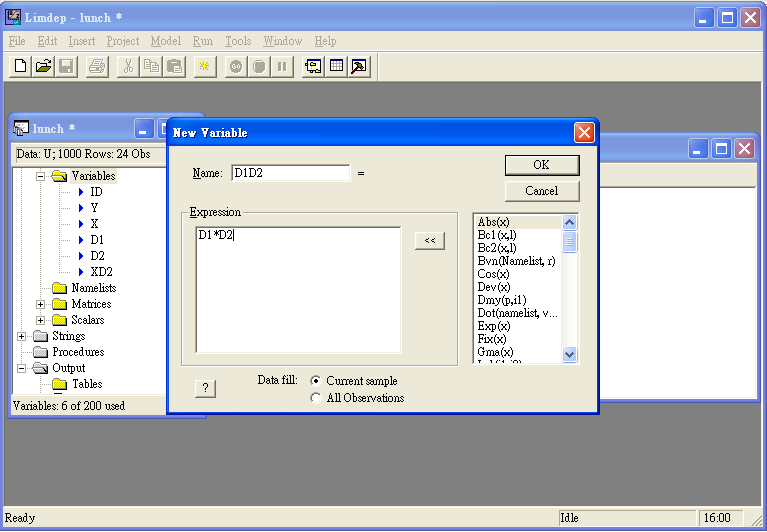 Limdep - lunch *
File Edit Insert Project Model Run Tools Window Help
GO
lunch *
Data: U; 1000 Rows: 24 Obs
Variables
ID
Y
X
D1
D2
XD2
Namelists
Matrices
Scalars
Strings
Procedures
Output
Tables
Variables: 6 of 200 used
New Variable
Name: D1D2 =
OK
Cancel
Expression
D1*D2
<<
Abs(x)
Bc1(x,l)
Bc2(x,l)
Bvn(Namelist, r)
Cos(x)
Dev(x)
Dmy(p,i1)
Dot(namelist, v...
Exp(x)
Fix(x)
Gma(x)
?
Data fill: Current sample
All Observations
Ready Idle 16:00